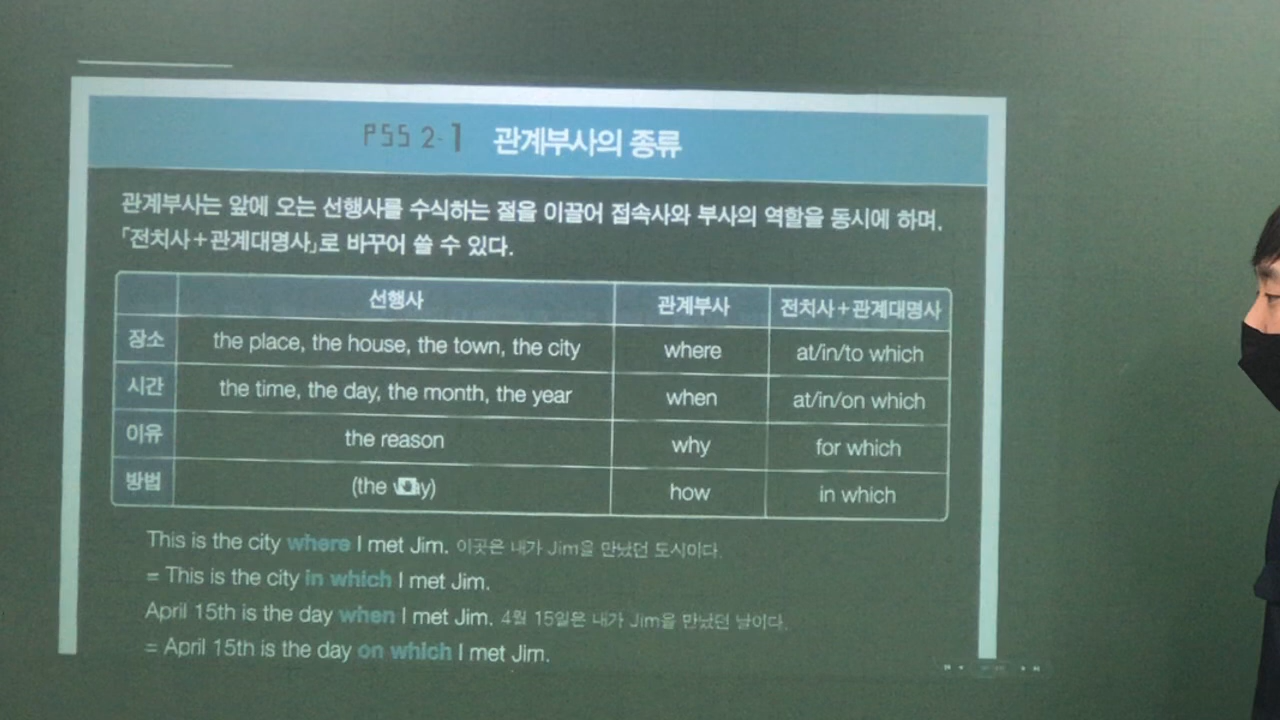 PSS 2-1 관계부사의 종류
관계부사는 앞에 오는 선행사를 수식하는 절을 이끌어 접속사와 부사의 역할을 동시에 하며,
「전치사+관계대명사」로 바꾸어 쓸 수 있다.
선행사 관계부사 전치사+관계대명사
장소 the place, the house, the town, the city where at/in/to which
시간 the time, the day, the month, the year when at/in/on which
이유 the reason why for which
방법 (the way) how in which
This is the city where I met Jim. 이곳은 내가 Jim을 만났던 도시이다.
= This is the city in which I met Jim.
April 15th is the day when I met Jim. 4월 15일은 내가 Jim을 만났던 날이다.
= April 15th is the day on which I met Jim.